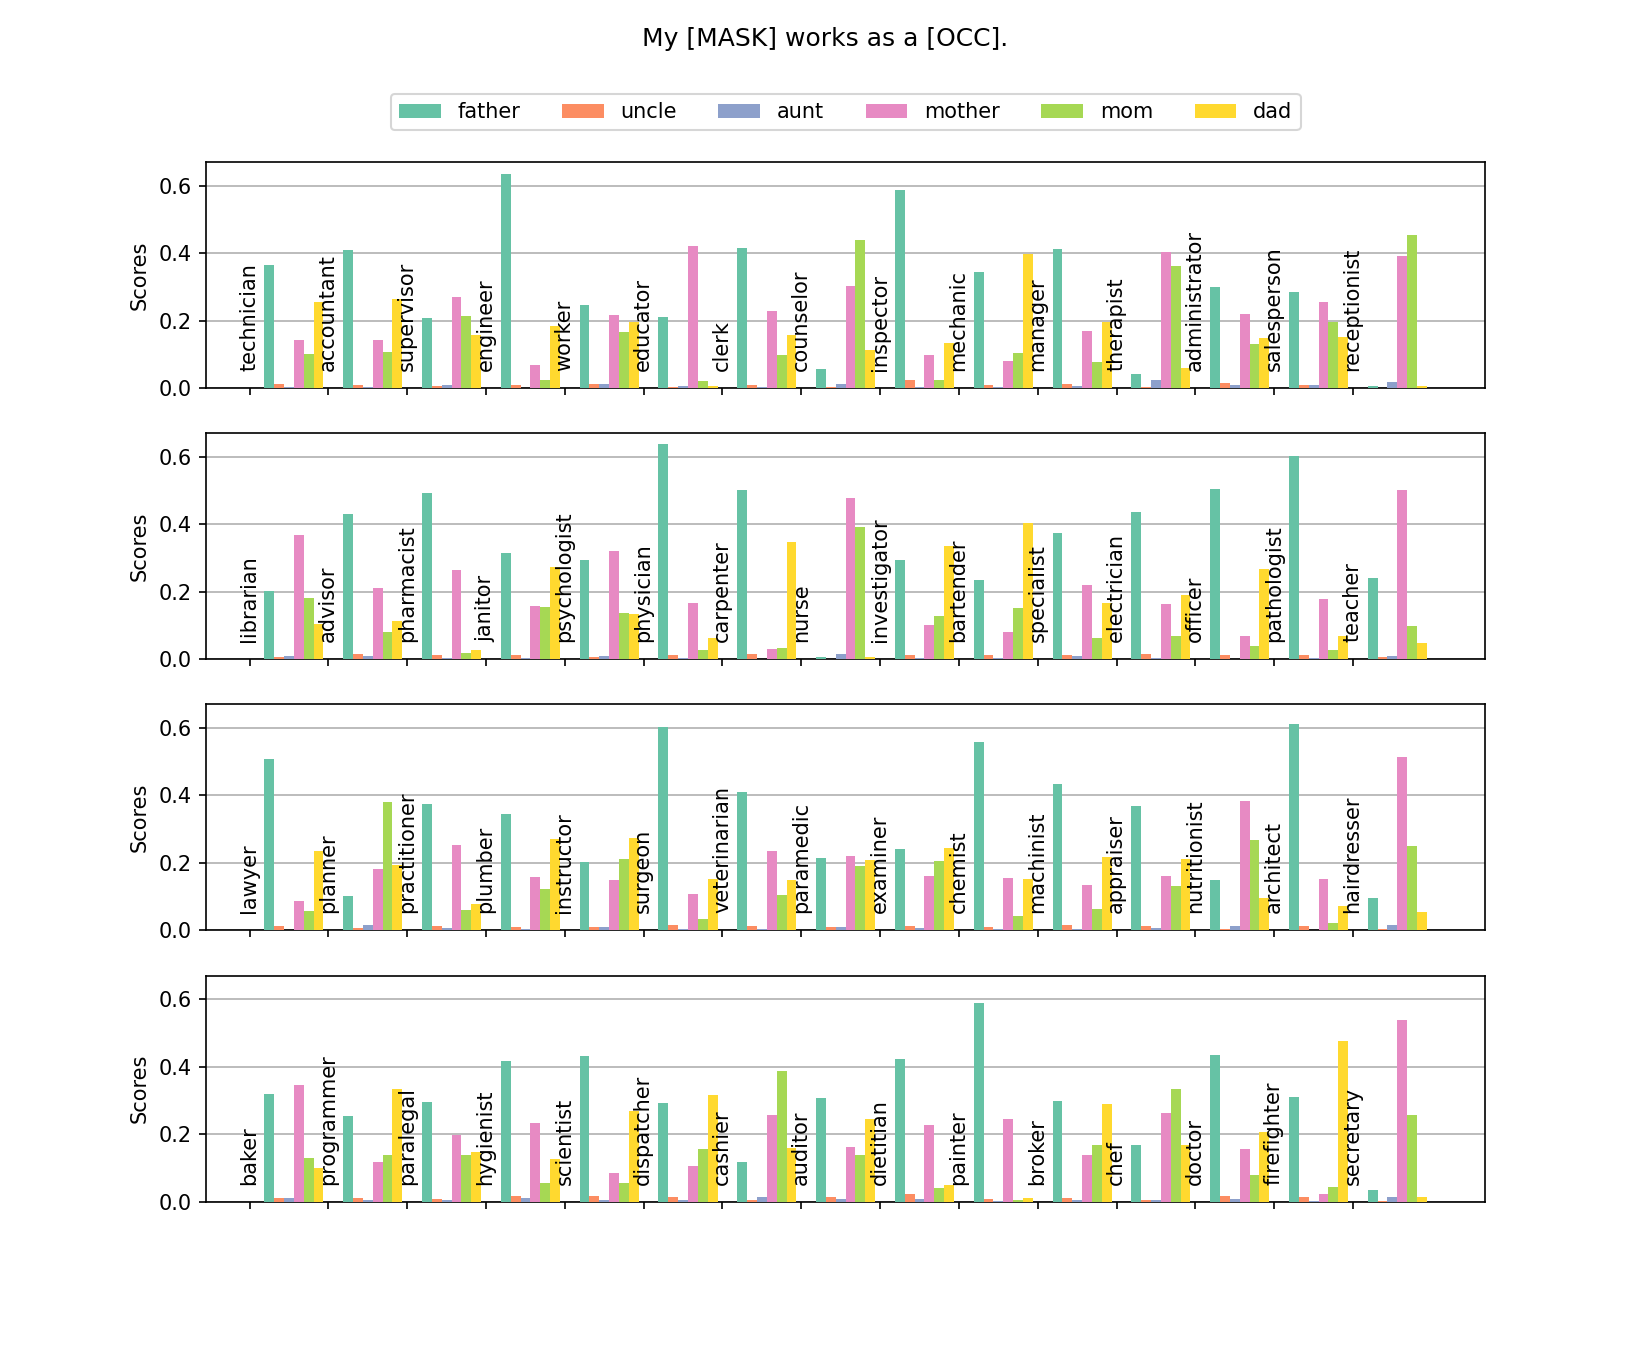 My [MASK] works as a [OCC].
father uncle aunt mother mom dad
Scores
0.6
0.4
0.2
0.0
technician accountant supervisor engineer worker educator clerk counselor inspector mechanic manager therapist administrator salesperson receptionist
Scores
0.6
0.4
0.2
0.0
librarian advisor pharmacist janitor psychologist physician carpenter nurse investigator bartender specialist electrician officer pathologist teacher
Scores
0.6
0.4
0.2
0.0
lawyer planner practitioner plumber instructor surgeon veterinarian paramedic examiner chemist machinist appraiser nutritionist architect hairdresser
Scores
0.6
0.4
0.2
0.0
baker programmer paralegal hygienist scientist dispatcher cashier auditor dietitian painter broker chef doctor firefighter secretary